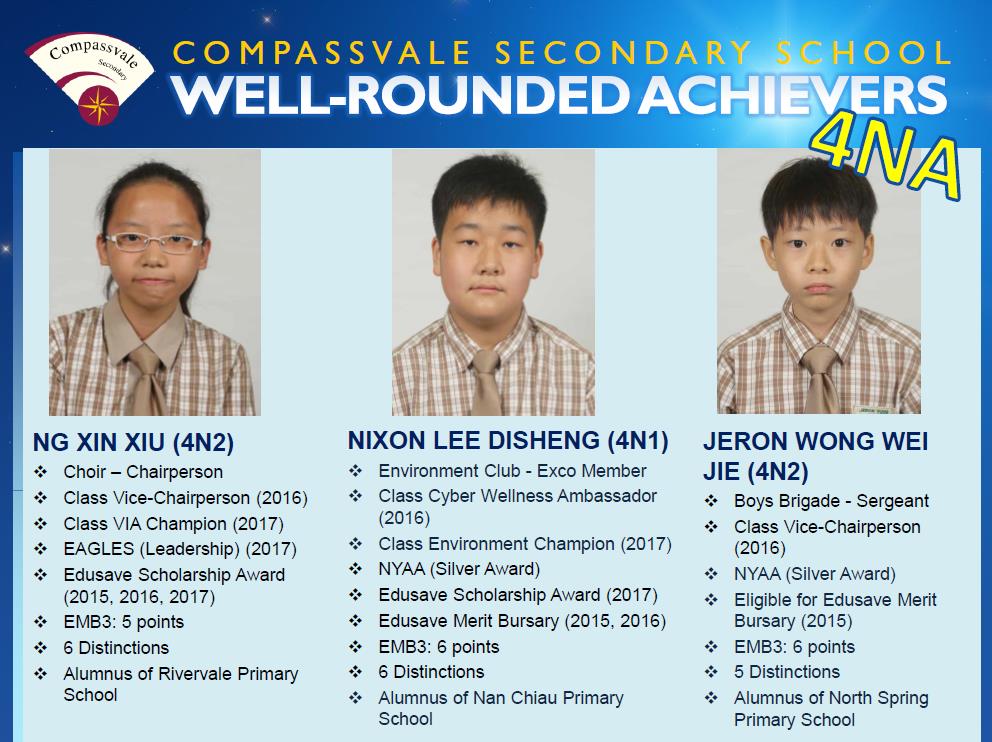 Compassvale
Secondary
COMPASSVALE SECONDARY SCHOOL
WELL-ROUNDED ACHIEVERS
4NA
NG XIN XIU (4N2)
❖ Choir – Chairperson
❖ Class Vice-Chairperson (2016)
❖ Class VIA Champion (2017)
❖ EAGLES (Leadership) (2017)
❖ Edusave Scholarship Award
(2015, 2016, 2017)
❖ EMB3: 5 points
❖ 6 Distinctions
❖ Alumnus of Rivervale Primary
School
NIXON LEE DISHENG (4N1)
❖ Environment Club - Exco Member
❖ Class Cyber Wellness Ambassador
(2016)
❖ Class Environment Champion (2017)
❖ NYAA (Silver Award)
❖ Edusave Scholarship Award (2017)
❖ Edusave Merit Bursary (2015, 2016)
❖ EMB3: 6 points
❖ 6 Distinctions
❖ Alumnus of Nan Chiau Primary
School
JERON WONG WEI
JIE (4N2)
❖ Boys Brigade - Sergeant
❖ Class Vice-Chairperson
(2016)
❖ NYAA (Silver Award)
❖ Eligible for Edusave Merit
Bursary (2015)
❖ EMB3: 6 points
❖ 5 Distinctions
❖ Alumnus of North Spring
Primary School